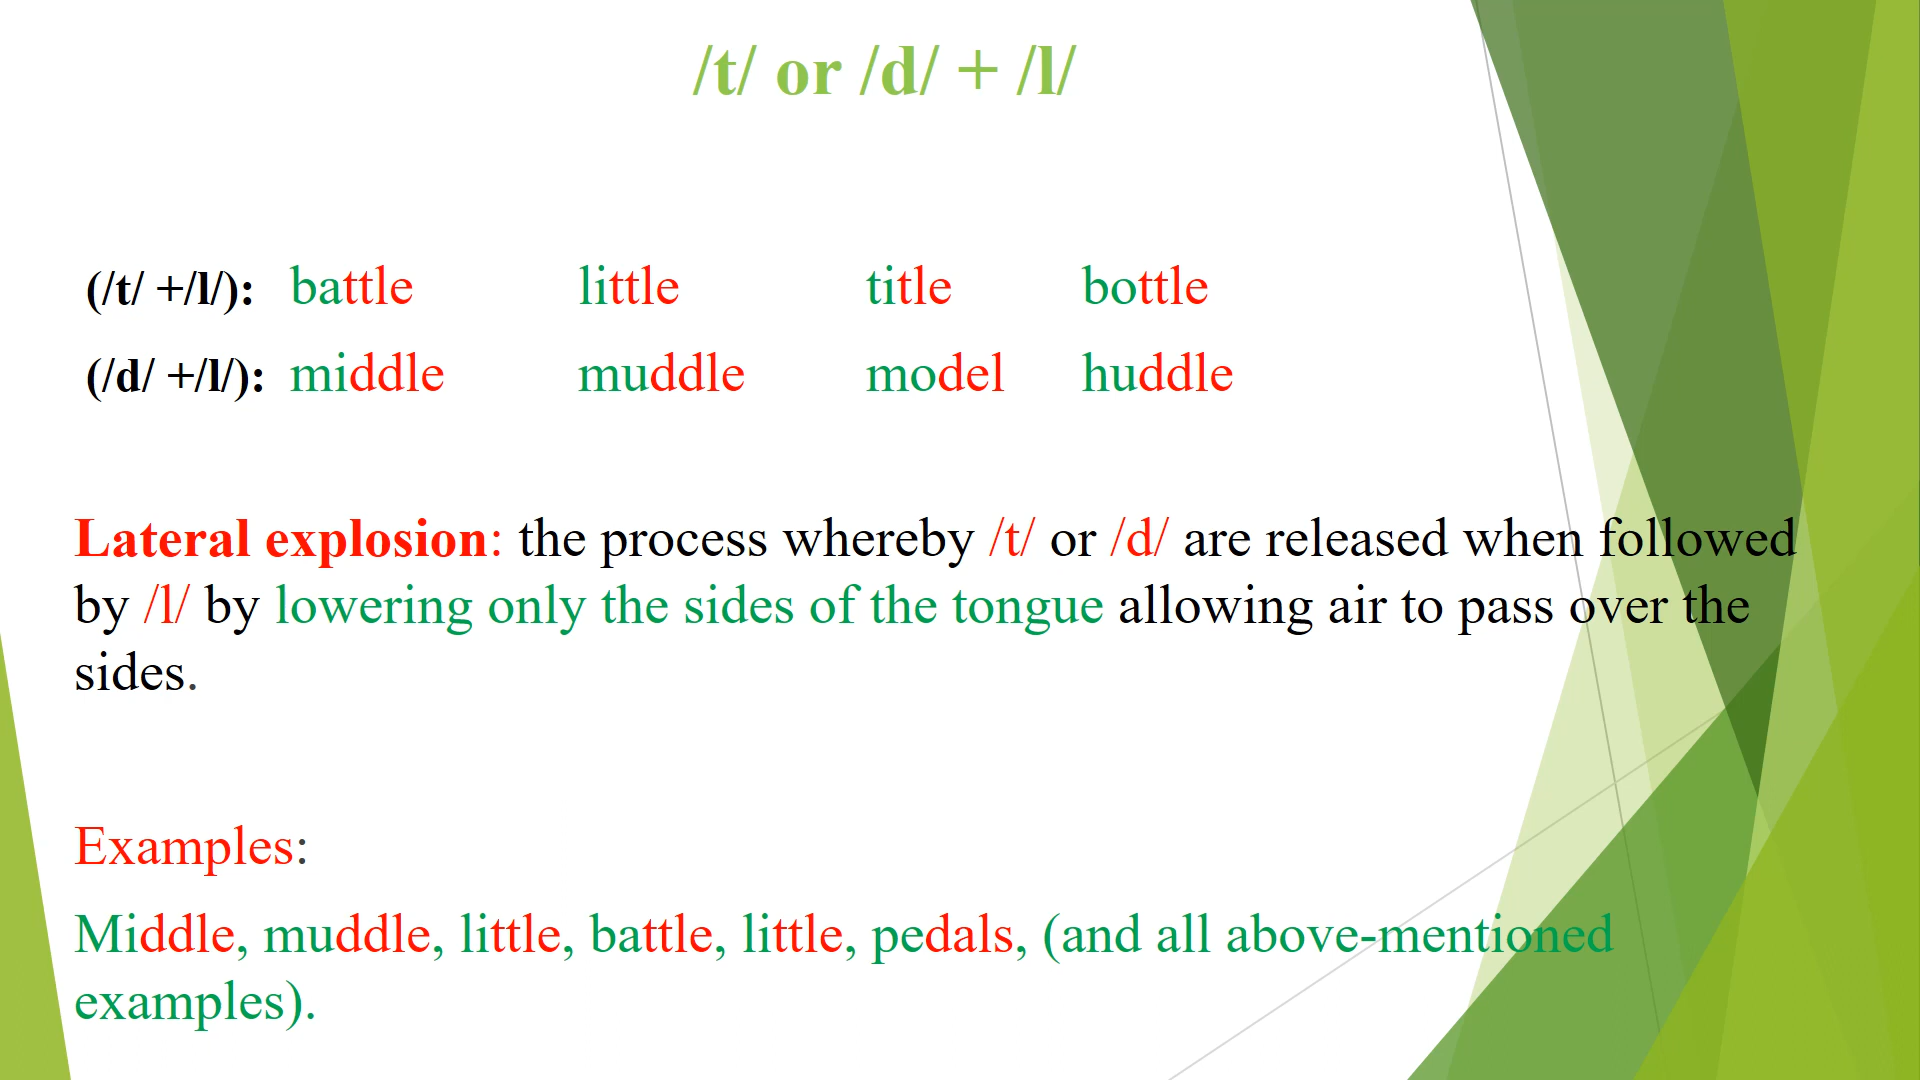 /t/ or /d/ + /l/
(/t/ +/l/): battle little title bottle
(/d/ +/l/): middle muddle model huddle
Lateral explosion: the process whereby /t/ or /d/ are released when followed
by /l/ by lowering only the sides of the tongue allowing air to pass over the
sides.
Examples:
Middle, muddle, little, battle, little, pedals, (and all above-mentioned
examples).